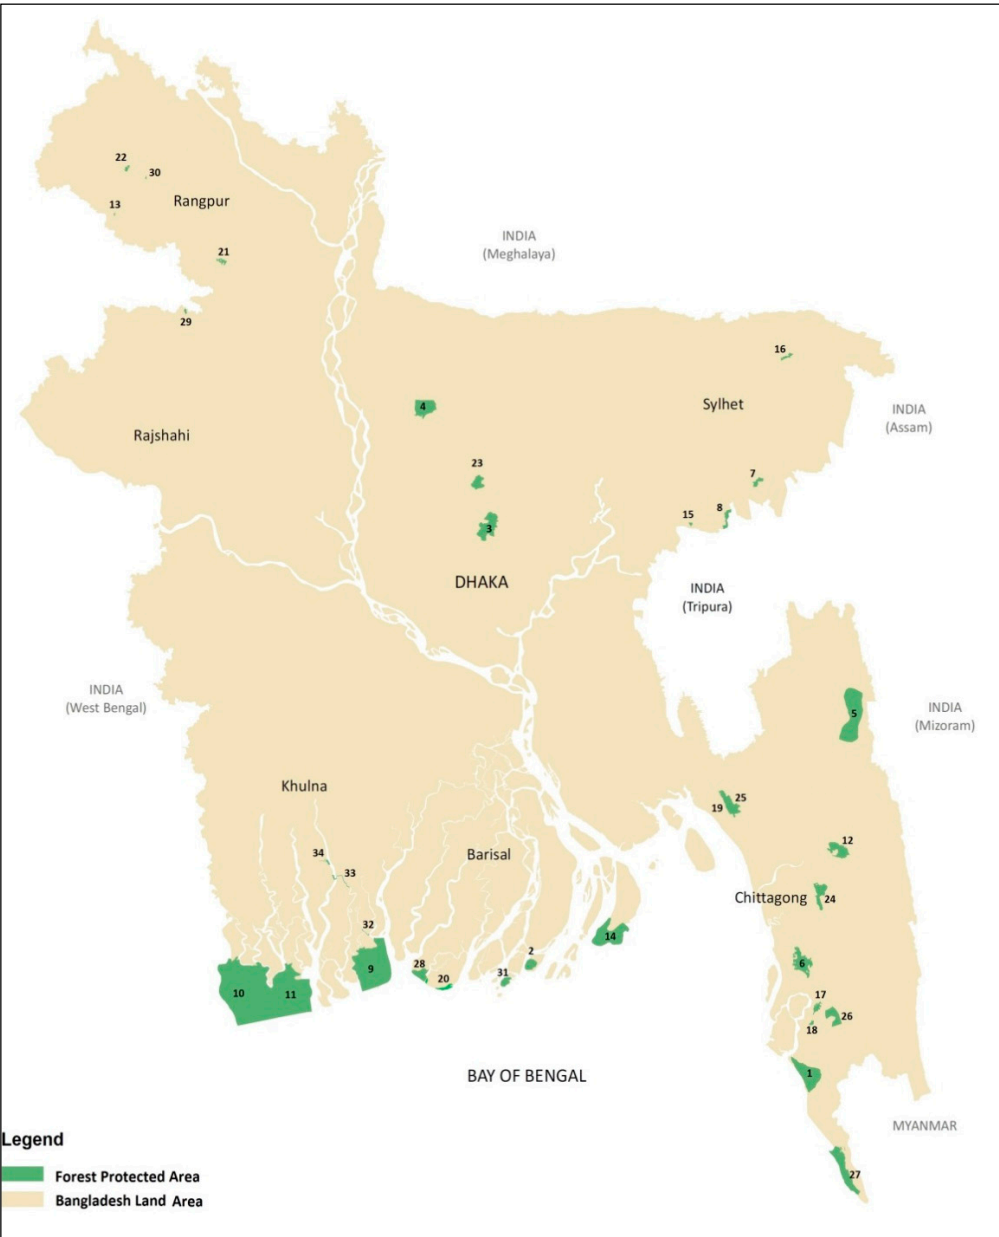 22
30
Rangpur
13
INDIA
(Meghalaya)
21
29
16
4
Sylhet
INDIA
(Assam)
Rajshahi
23
7
15
8
3
DHAKA
INDIA
(Tripura)
INDIA
(West Bengal)
5
INDIA
(Mizoram)
Khulna
25
19
12
34
33
Barisal
Chittagong
24
32
14
2
9
28
20
31
6
10
11
17
26
18
1
BAY OF BENGAL
MYANMAR
27
Legend
Forest Protected Area
Bangladesh Land Area